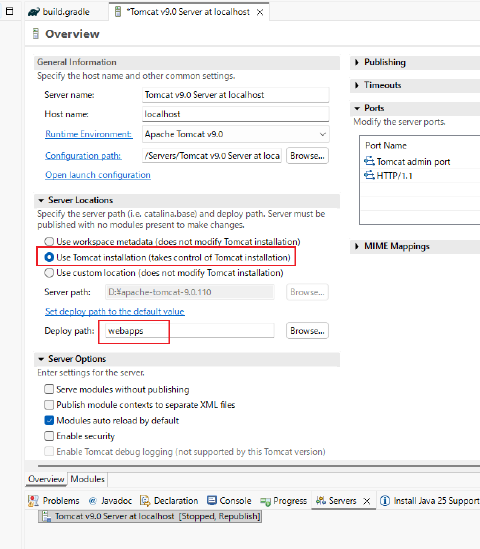 build.gradle
*Tomcat v9.0 Server at localhost
Overview
General Information
Specify the host name and other common settings.
Server name:
Tomcat v9.0 Server at localhost
Host name:
localhost
Runtime Environment:
Apache Tomcat v9.0
Configuration path:
/Servers/Tomcat v9.0 Server at loca
Browse...
Open launch configuration
Server Locations
Specify the server path (i.e. catalina.base) and deploy path. Server must be
published with no modules present to make changes.
Use workspace metadata (does not modify Tomcat installation)
Use Tomcat installation (takes control of Tomcat installation)
Use custom location (does not modify Tomcat installation)
Server path:
D:¥apache-tomcat-9.0.110
Browse...
Set deploy path to the default value
Deploy path:
webapps
Browse...
Server Options
Enter settings for the server.
Serve modules without publishing
Publish module contexts to separate XML files
Modules auto reload by default
Enable security
Enable Tomcat debug logging (not supported by this Tomcat version)
Publishing
Timeouts
Ports
Modify the server ports.
Port Name
Tomcat admin port
HTTP/1.1
MIME Mappings
Overview
Modules
Problems
Javadoc
Declaration
Console
Progress
Servers
Install Java 25 Support
Tomcat v9.0 Server at localhost [Stopped, Republish]